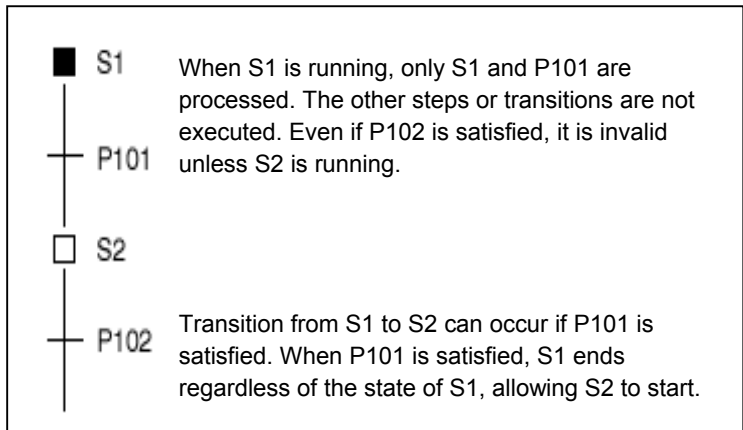 S1
When S1 is running, only S1 and P101 are
processed. The other steps or transitions are not
executed. Even if P102 is satisfied, it is invalid
unless S2 is running.
P101
S2
P102
Transition from S1 to S2 can occur if P101 is
satisfied. When P101 is satisfied, S1 ends
regardless of the state of S1, allowing S2 to start.